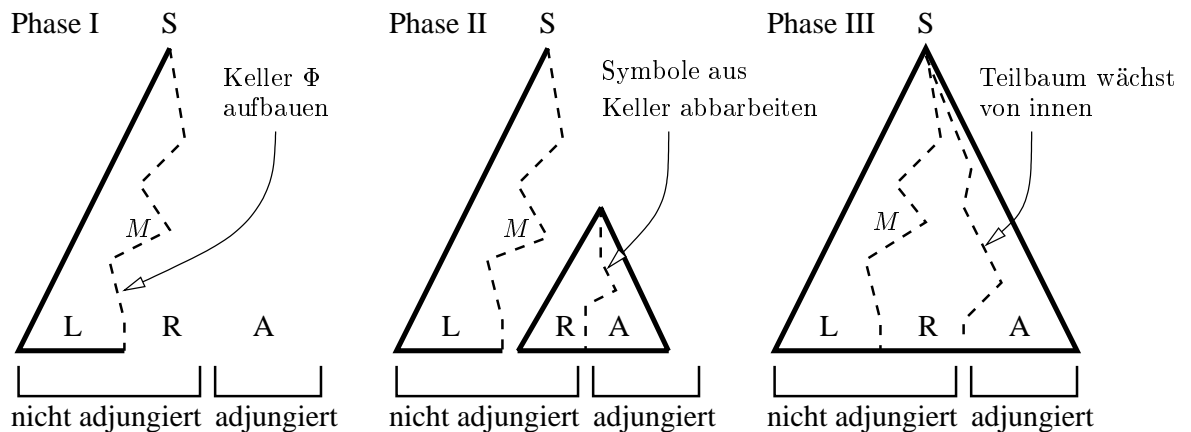 Phase I S
Keller Φ
aufbauen
M
L R A
nicht adjungiert adjungiert
Phase II S
Symbole aus
Keller abbarbeiten
M
L R A
nicht adjungiert adjungiert
Phase III S
Teilbaum wächst
von innen
M
L R A
nicht adjungiert adjungiert